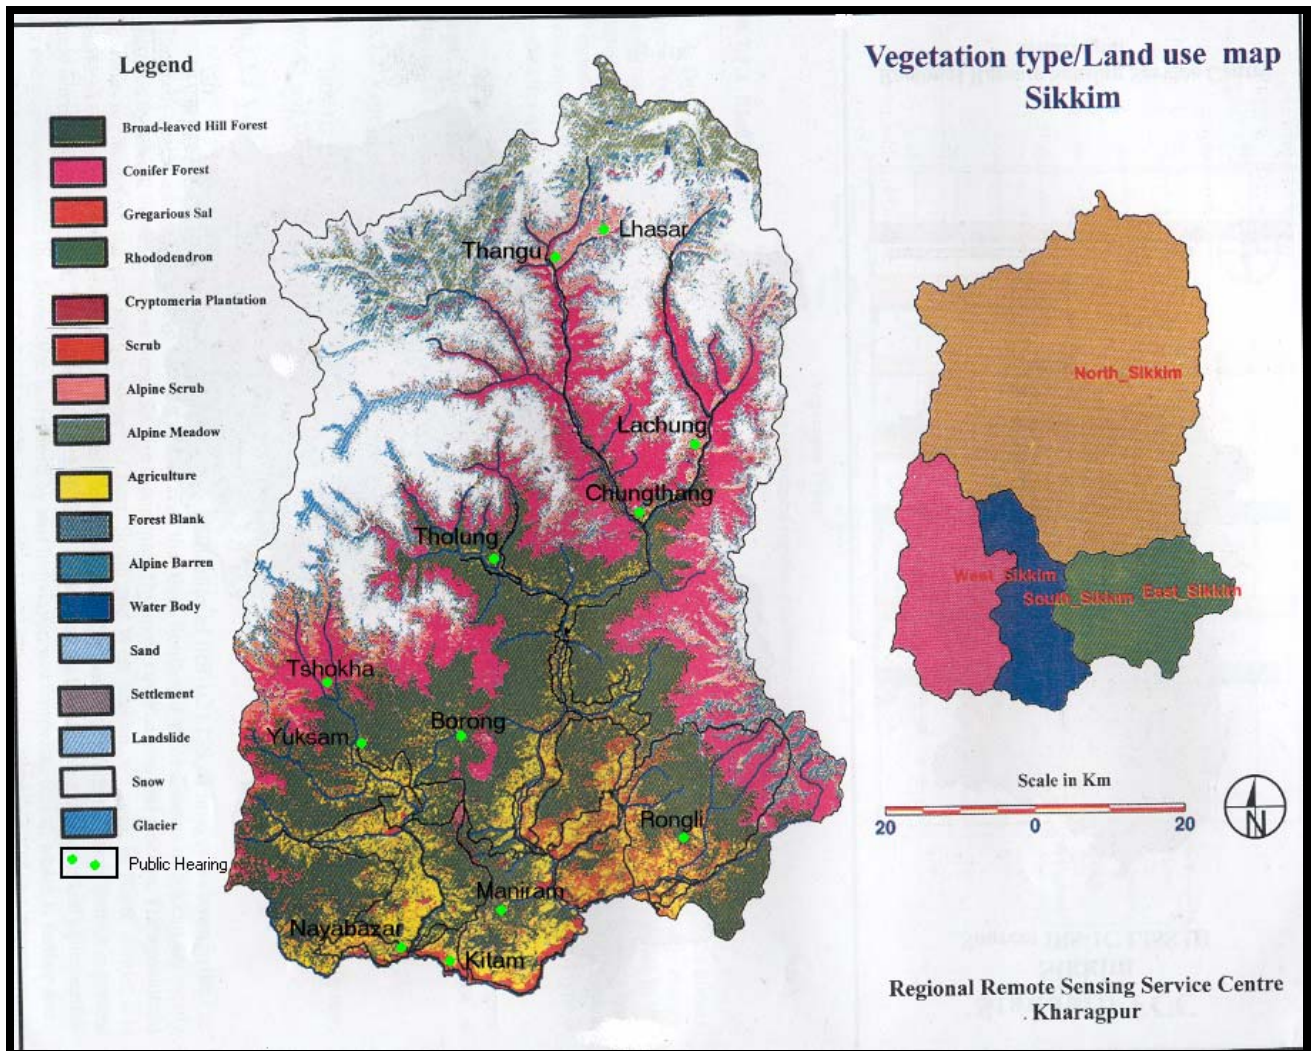 Legend
Broad-leaved Hill Forest
Conifer Forest
Gregarious Sal
Rhododendron
Cryptomeria Plantation
Scrub
Alpine Scrub
Alpine Meadow
Agriculture
Forest Blank
Alpine Barren
Water Body
Sand
Settlement
Landslide
Snow
Glacier
Public Hearing
Lhasar
Thangu
Lachung
Chungthang
Tholung
Tshokha
Borong
Yuksam
Rongli
Maniram
Nayabazar
Kitam
Vegetation type/Land use map
Sikkim
North_Sikkim
West_Sikkim
South_Sikkim
East_Sikkim
Scale in Km
20 0 20
N
Regional Remote Sensing Service Centre
. Kharagpur